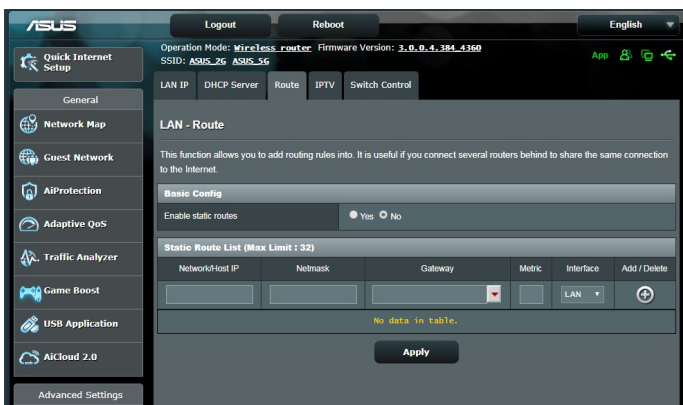 ASUS
Logout
Reboot
English
Quick Internet
Setup
General
Network Map
Guest Network
AiProtection
Adaptive QoS
Traffic Analyzer
Game Boost
USB Application
AiCloud 2.0
Advanced Settings
Operation Mode: Wireless router Firmware Version: 3.0.0.4.384_4360
SSID: ASUS_2G ASUS_5G
App
LAN IP DHCP Server Route IPTV Switch Control
LAN - Route
This function allows you to add routing rules into. It is useful if you connect several routers behind to share the same connection
to the Internet.
Basic Config
Enable static routes Yes No
Static Route List (Max Limit : 32)
Network/Host IP Netmask Gateway Metric Interface Add / Delete
LAN
No data in table.
Apply